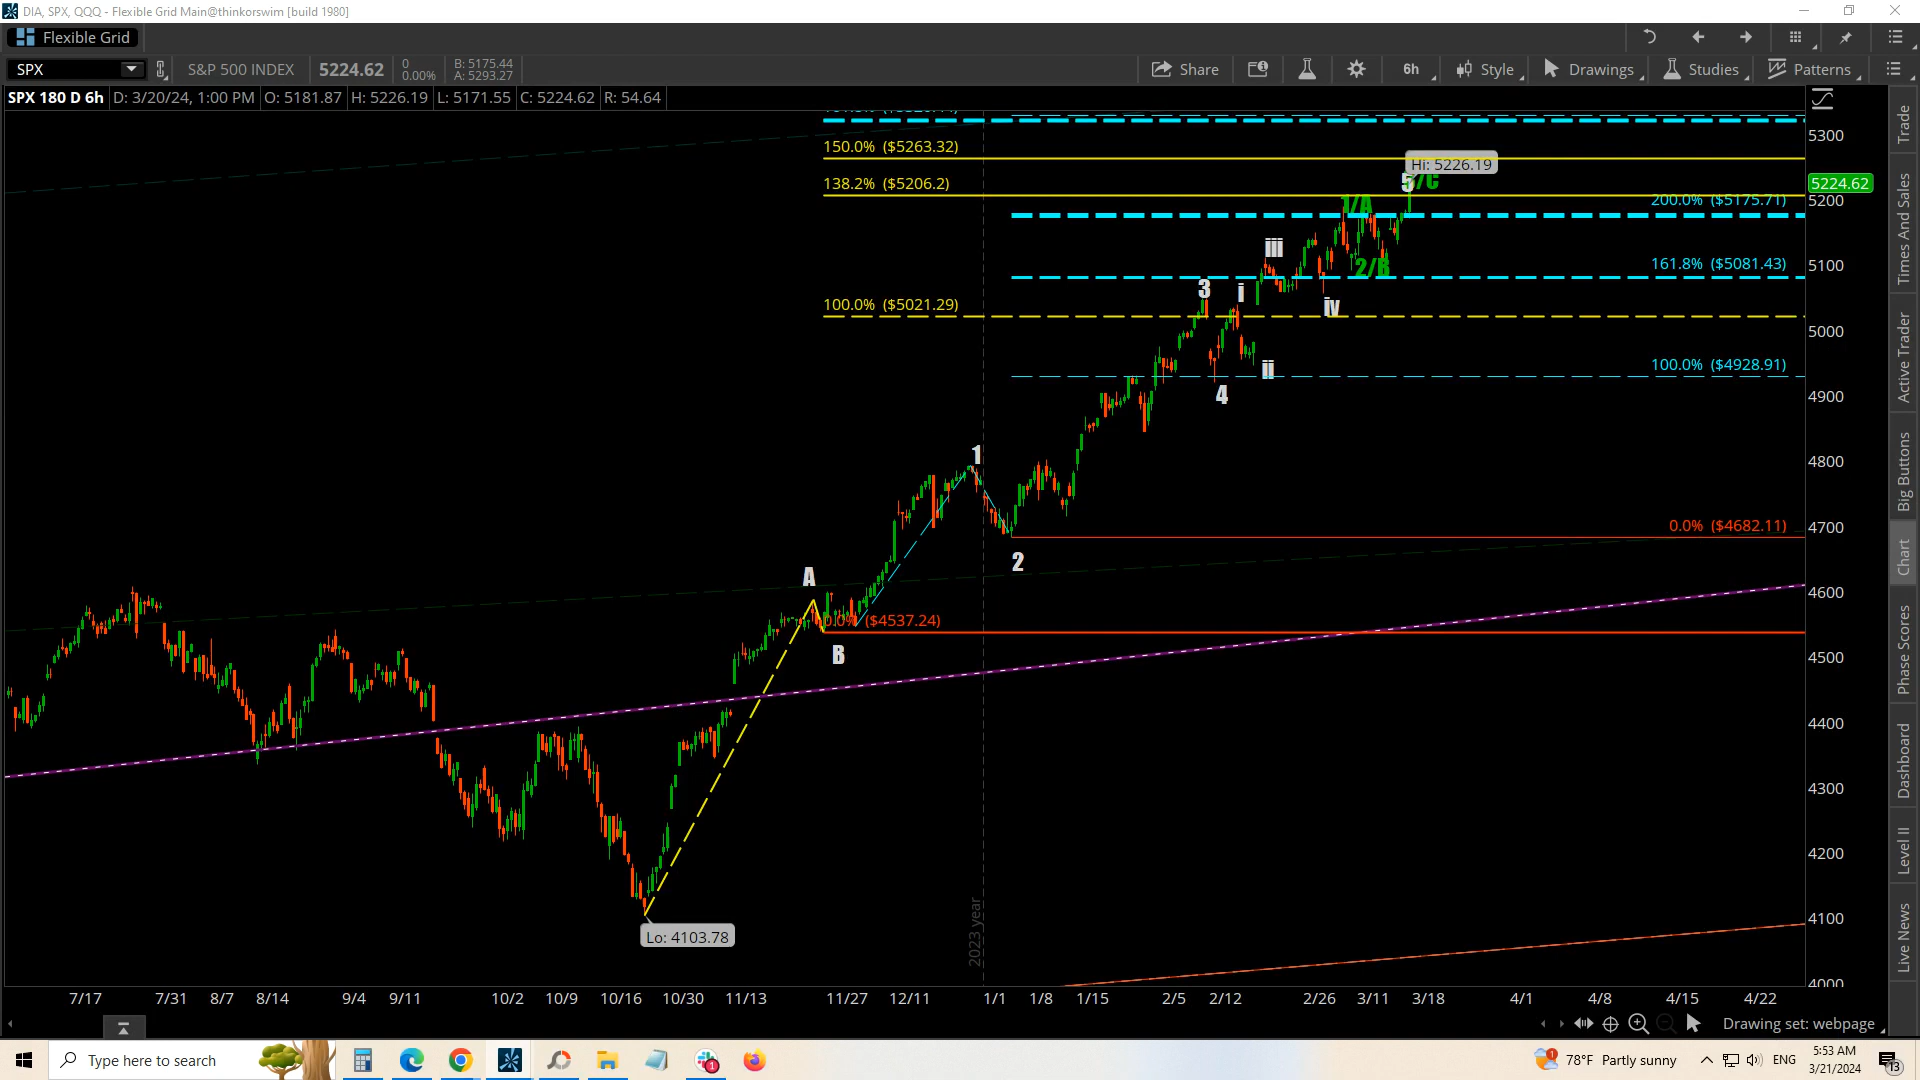 DIA, SPX, QQQ - Flexible Grid Main@thinkorswim [build 1980]
Flexible Grid
SPX
S&P 500 INDEX
5224.62
0
0.00%
B: 5175.44
A: 5293.27
Share
6h
Style
Drawings
Studies
Patterns
SPX 180 D 6h
D: 3/20/24, 1:00 PM
O: 5181.87
H: 5226.19
L: 5171.55
C: 5224.62
R: 54.64
150.0% ($5263.32)
138.2% ($5206.2)
100.0% ($5021.29)
0.0% ($4537.24)
200.0% ($5175.71)
161.8% ($5081.43)
100.0% ($4928.91)
0.0% ($4682.11)
Hi: 5226.19
5
/C
1/A
2/B
iii
iv
3
i
ii
4
1
2
A
B
Lo: 4103.78
2023 year
5300
5224.62
5200
5100
5000
4900
4800
4700
4600
4500
4400
4300
4200
4100
4000
7/17
7/31
8/7
8/14
9/4
9/11
10/2
10/9
10/16
10/30
11/13
11/27
12/11
1/1
1/8
1/15
2/5
2/12
2/26
3/11
3/18
4/1
4/8
4/15
4/22
Trade
Times And Sales
Active Trader
Big Buttons
Chart
Phase Scores
Dashboard
Level II
Live News
Drawing set: webpage
Type here to search
1
1
78°F Partly sunny
ENG
5:53 AM
3/21/2024
13